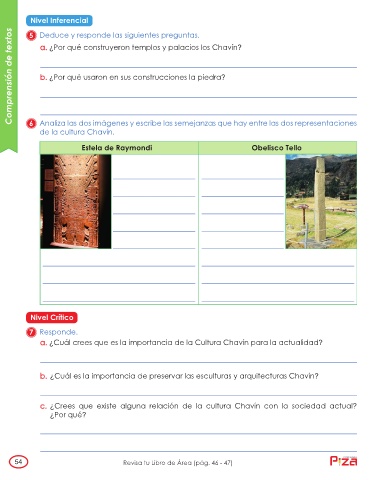 Nivel Inferencial
5 Deduce y responde las siguientes preguntas.
a. ¿Por qué construyeron templos y palacios los Chavín?
b. ¿Por qué usaron en sus construcciones la piedra?
6 Analiza las dos imágenes y escribe las semejanzas que hay entre las dos representaciones
de la cultura Chavín.
Estela de Raymondi
Obelisco Tello
Nivel Crítico
7 Responde.
a. ¿Cuál crees que es la importancia de la Cultura Chavín para la actualidad?
b. ¿Cuál es la importancia de preservar las esculturas y arquitecturas Chavín?
c. ¿Crees que existe alguna relación de la cultura Chavín con la sociedad actual?
¿Por qué?
54
Revisa tu Libro de Área (pág. 46 - 47)
Pizza
Comprensión de textos